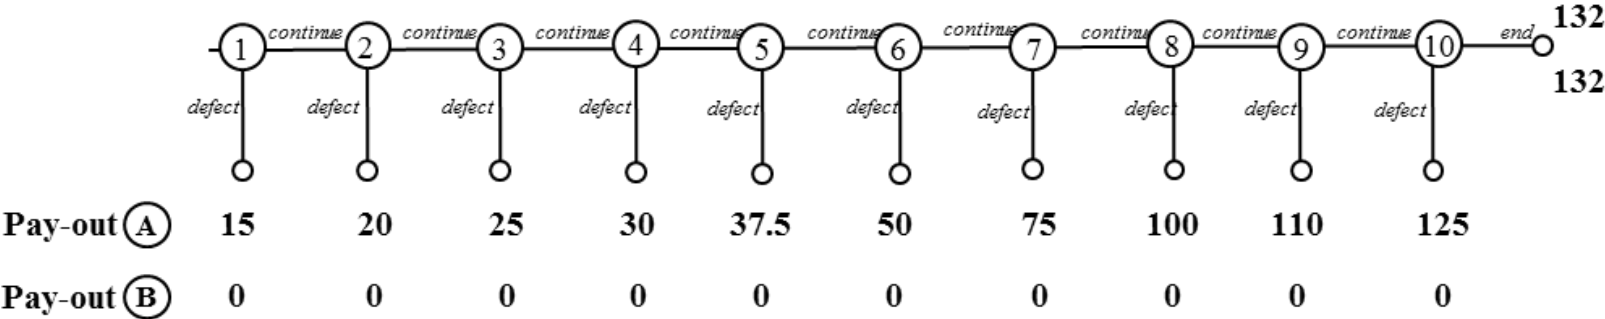 132
continue continue continue continue continue continue continue continue continue end
1 2 3 4 5 6 7 8 9 10
132
defect defect defect defect defect defect defect defect defect defect
Pay-out A 15 20 25 30 37.5 50 75 100 110 125
Pay-out B 0 0 0 0 0 0 0 0 0 0